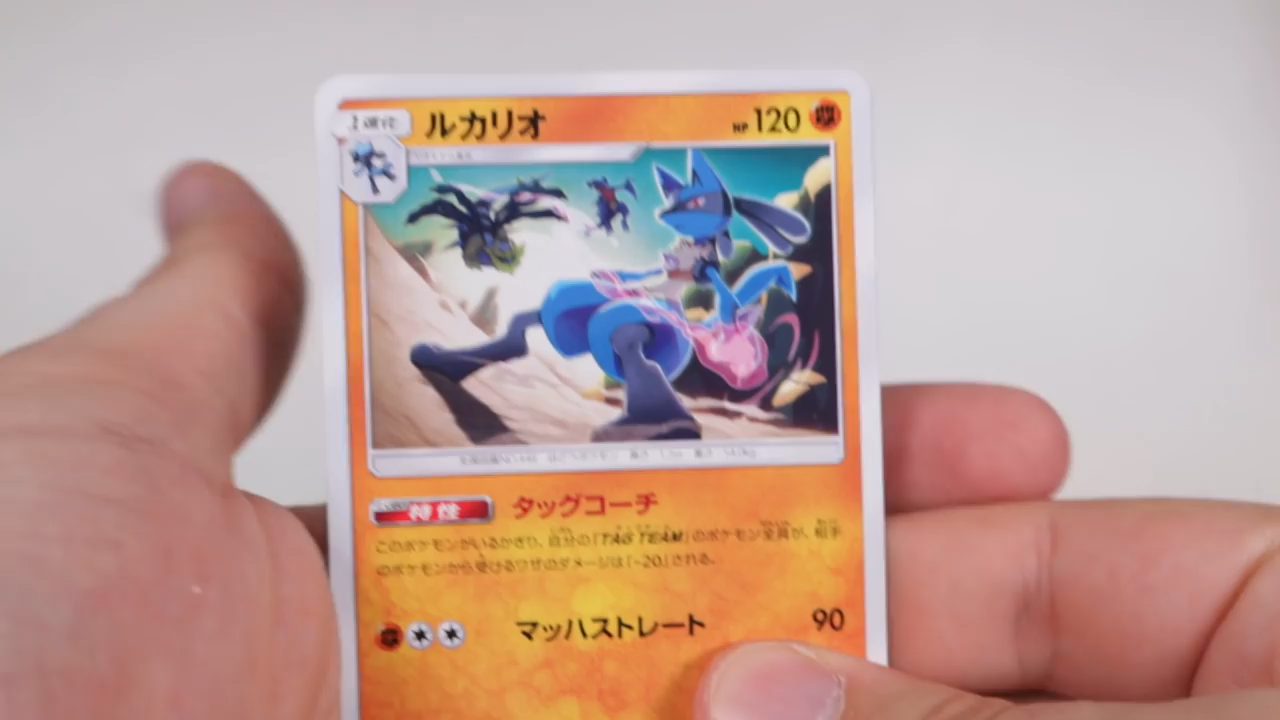 1進化 ルカリオ HP 120
特性 タッグコーチ
このポケモンがいるかぎり、自分の「TAG TEAM」のポケモン全員が、相手
のポケモンから受けるワザのダメージは「-20」される。
マッハストレート 90